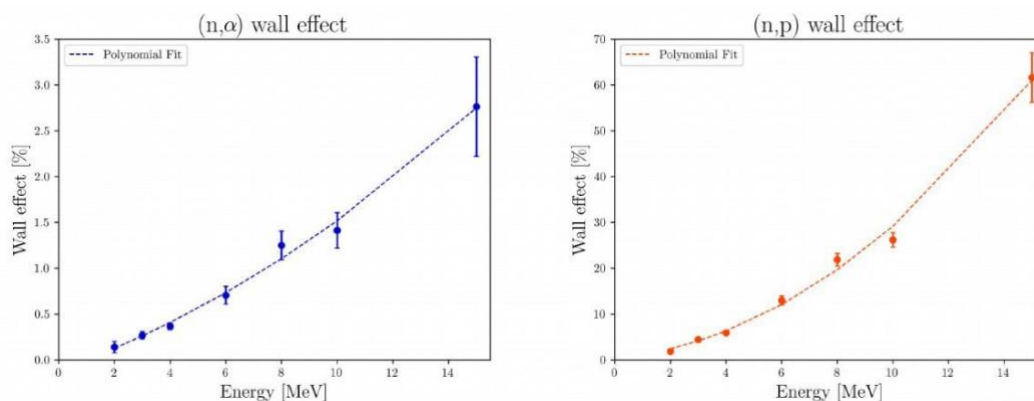 (n,α) wall effect
Polynomial Fit
Wall effect [%]
3.5
3.0
2.5
2.0
1.5
1.0
0.5
0.0
0 2 4 6 8 10 12 14
Energy [MeV]
(n,p) wall effect
Polynomial Fit
Wall effect [%]
70
60
50
40
30
20
10
0
0 2 4 6 8 10 12 14
Energy [MeV]